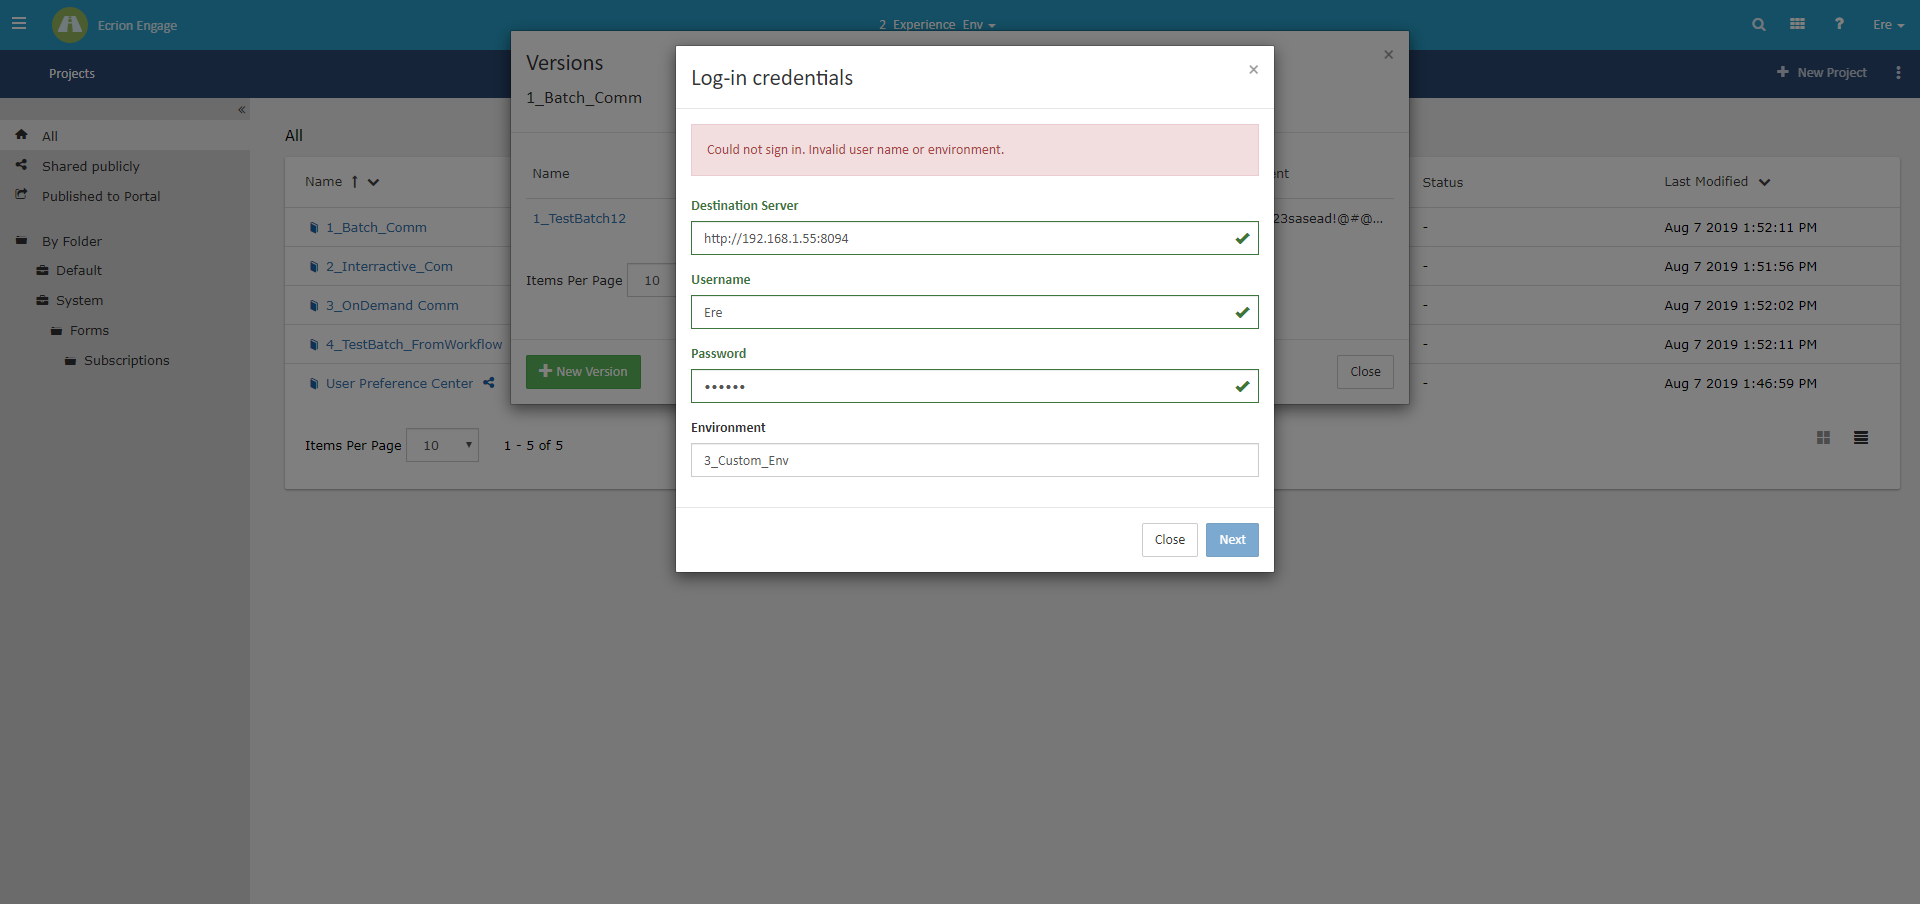 Ecrion Engage
2_Experience_Env
?
Ere
Projects
New Project
All
Shared publicly
Published to Portal
By Folder
Default
System
Forms
Subscriptions
All
Name
Status
Last Modified
1_Batch_Comm
-
Aug 7 2019 1:52:11 PM
2_Interractive_Com
-
Aug 7 2019 1:51:56 PM
3_OnDemand Comm
-
Aug 7 2019 1:52:02 PM
4_TestBatch_FromWorkflow
-
Aug 7 2019 1:52:11 PM
User Preference Center
-
Aug 7 2019 1:46:59 PM
Items Per Page 10 1 - 5 of 5
Versions
1_Batch_Comm
Name
nt
1_TestBatch12
23sasead!@#@...
Items Per Page 10
New Version
Close
Log-in credentials
Could not sign in. Invalid user name or environment.
Destination Server
http://192.168.1.55:8094
Username
Ere
Password
••••••
Environment
3_Custom_Env
Close
Next